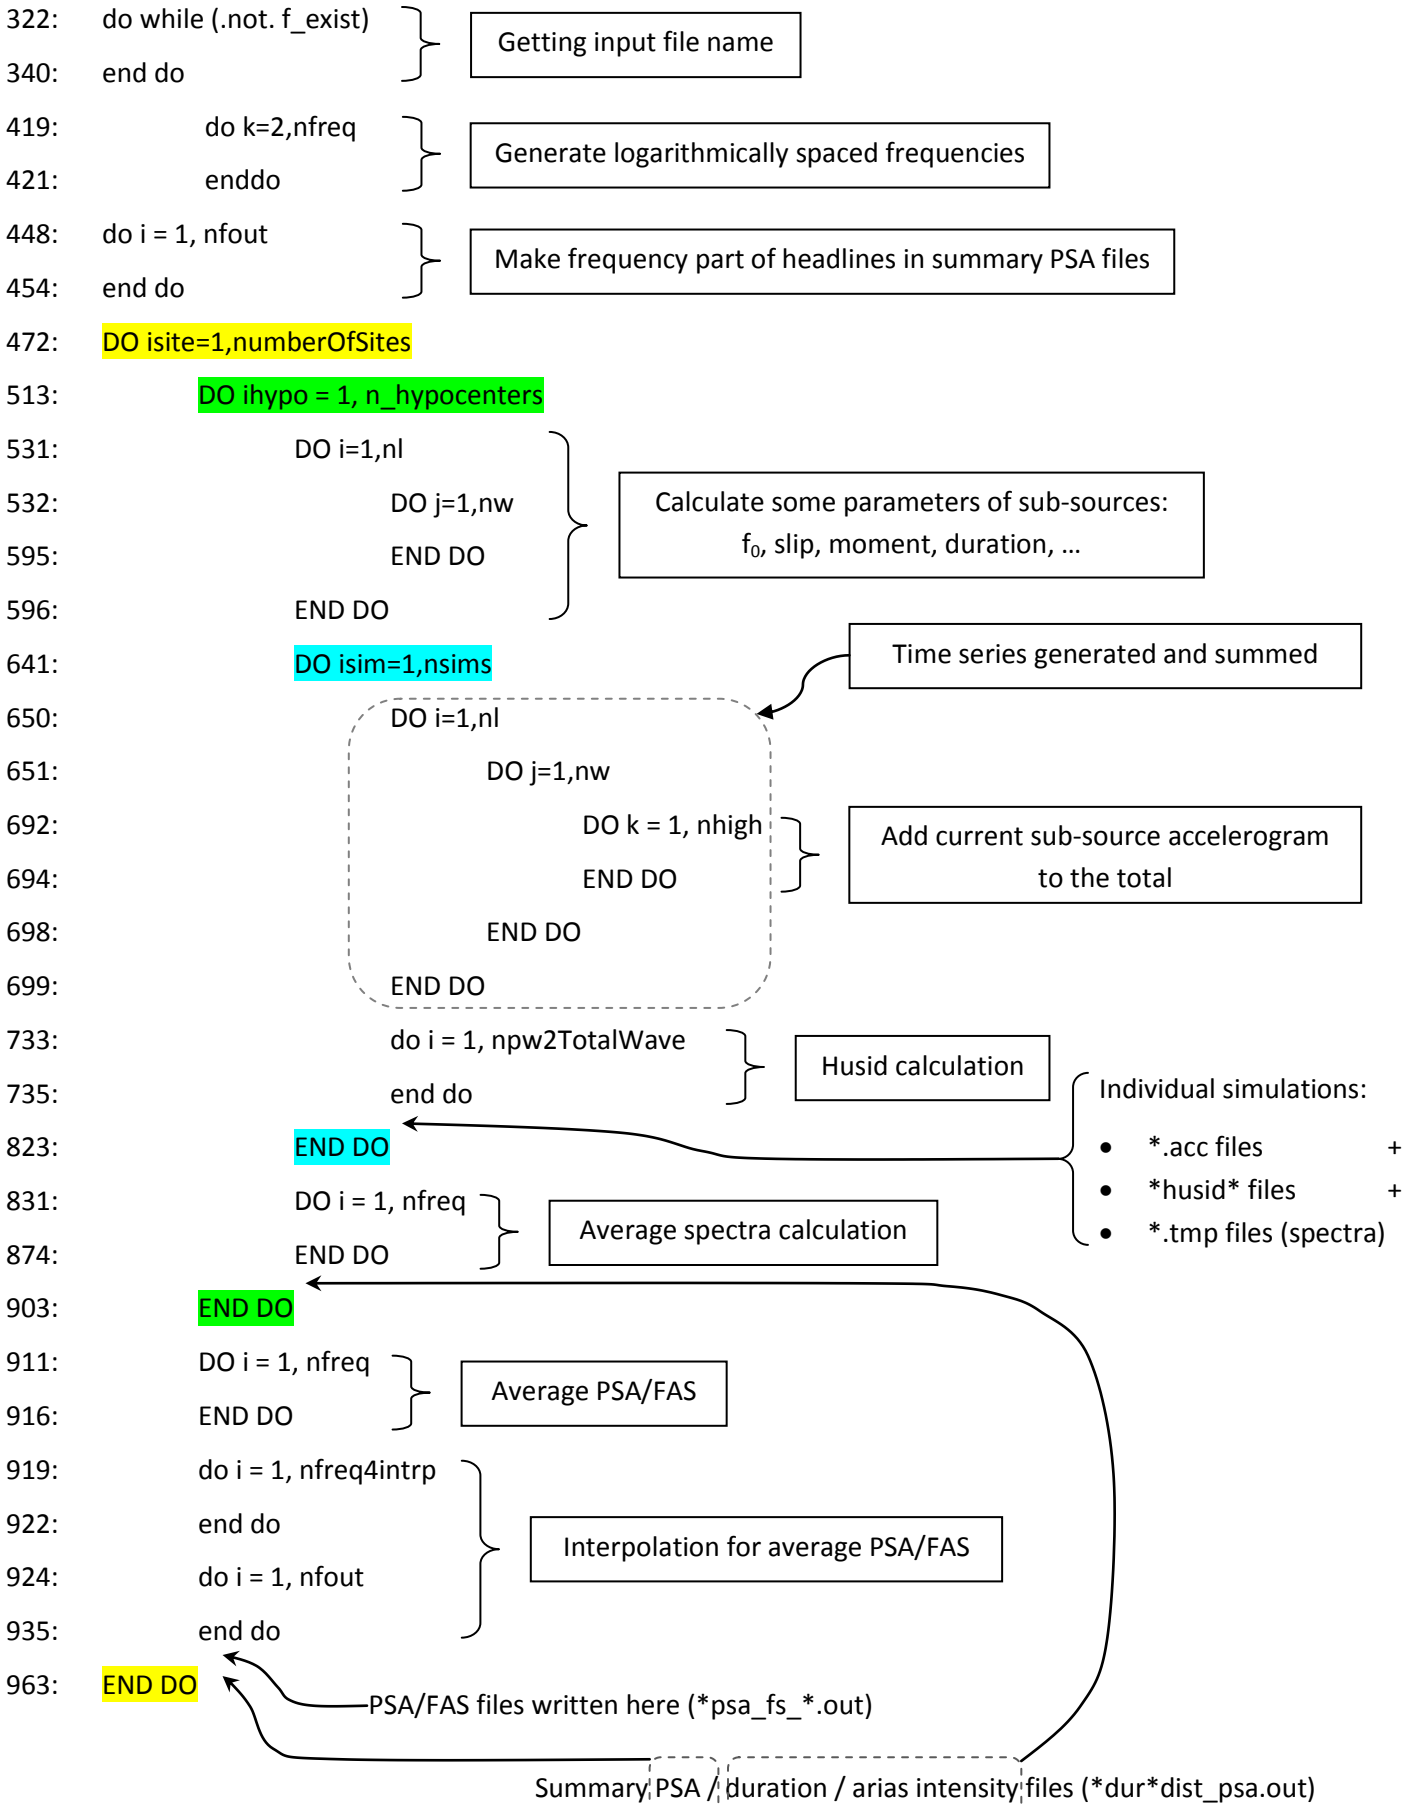 322: do while (.not. f_exist)
Getting input file name
340: end do
419: do k=2,nfreq
Generate logarithmically spaced frequencies
421: enddo
448: do i = 1, nfout
Make frequency part of headlines in summary PSA files
454: end do
472: DO isite=1,numberOfSites
513: DO ihypo = 1, n_hypocenters
531: DO i=1,nl
532: DO j=1,nw
Calculate some parameters of sub-sources:
f₀, slip, moment, duration, …
595: END DO
596: END DO
641: DO isim=1,nsims
Time series generated and summed
650: DO i=1,nl
651: DO j=1,nw
692: DO k = 1, nhigh
Add current sub-source accelerogram
to the total
694: END DO
698: END DO
699: END DO
733: do i = 1, npw2TotalWave
Husid calculation
735: end do
Individual simulations:
• *.acc files +
• *husid* files +
• *.tmp files (spectra)
823: END DO
831: DO i = 1, nfreq
Average spectra calculation
874: END DO
903: END DO
911: DO i = 1, nfreq
Average PSA/FAS
916: END DO
919: do i = 1, nfreq4intrp
922: end do
Interpolation for average PSA/FAS
924: do i = 1, nfout
935: end do
963: END DO
PSA/FAS files written here (*psa_fs_*.out)
Summary PSA / duration / arias intensity files (*dur*dist_psa.out)